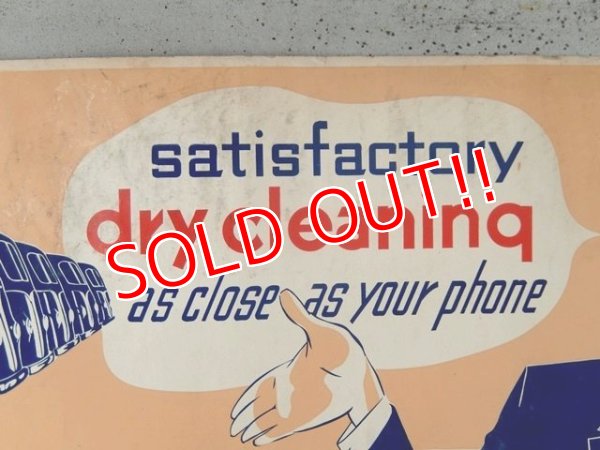 satisfactory
dry cleaning
as close as your phone
SOLD OUT!!